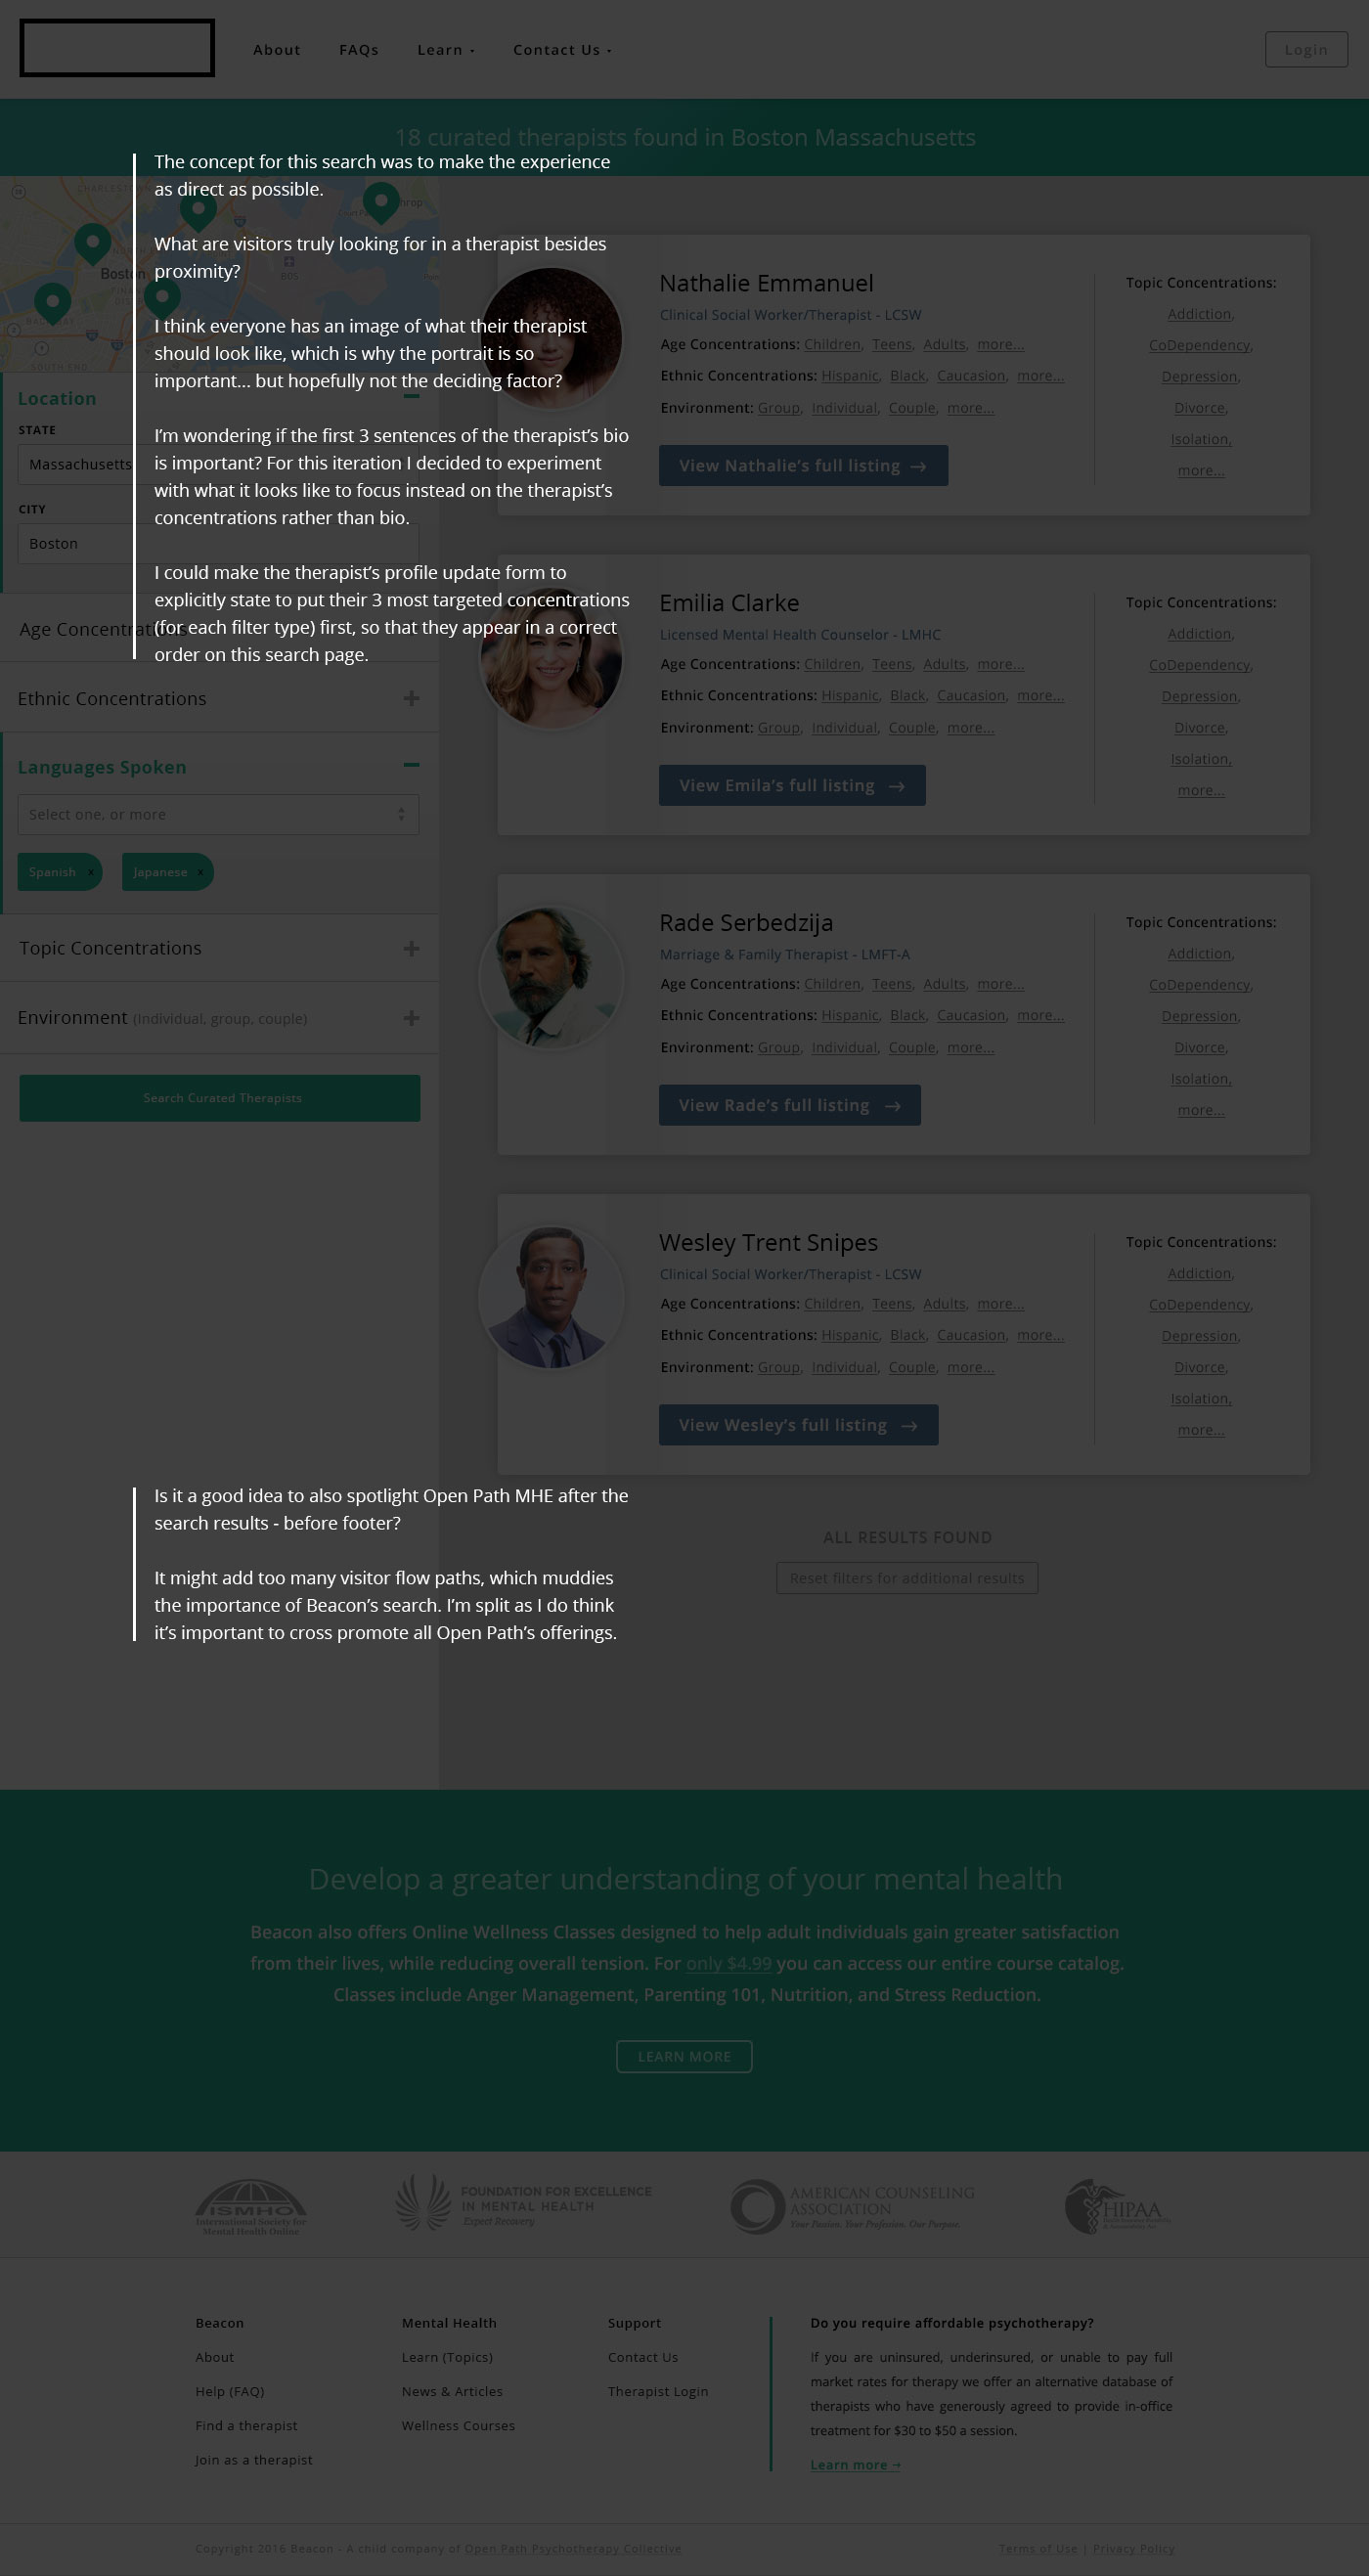 About FAQs Learn Contact Us Login
18 curated therapists found in Boston Massachusetts
The concept for this search was to make the experience
as direct as possible.
What are visitors truly looking for in a therapist besides
proximity?
I think everyone has an image of what their therapist
should look like, which is why the portrait is so
important... but hopefully not the deciding factor?
I'm wondering if the first 3 sentences of the therapist's bio
is important? For this iteration I decided to experiment
with what it looks like to focus instead on the therapist's
concentrations rather than bio.
I could make the therapist's profile update form to
explicitly state to put their 3 most targeted concentrations
(for each filter type) first, so that they appear in a correct
order on this search page.
Boston
BOS
SOUTH END
Location
STATE
Massachusetts
CITY
Boston
Age Concentrations
Ethnic Concentrations
Languages Spoken
Select one, or more
Spanish x Japanese x
Topic Concentrations
Environment (Individual, group, couple)
Search Curated Therapists
Nathalie Emmanuel
Clinical Social Worker/Therapist - LCSW
Age Concentrations: Children, Teens, Adults, more...
Ethnic Concentrations: Hispanic, Black, Caucasion, more...
Environment: Group, Individual, Couple, more...
View Nathalie's full listing →
Topic Concentrations:
Addiction,
CoDependency,
Depression,
Divorce,
Isolation,
more...
Emilia Clarke
Licensed Mental Health Counselor - LMHC
Age Concentrations: Children, Teens, Adults, more...
Ethnic Concentrations: Hispanic, Black, Caucasion, more...
Environment: Group, Individual, Couple, more...
View Emila's full listing →
Topic Concentrations:
Addiction,
CoDependency,
Depression,
Divorce,
Isolation,
more...
Rade Serbedzija
Marriage & Family Therapist - LMFT-A
Age Concentrations: Children, Teens, Adults, more...
Ethnic Concentrations: Hispanic, Black, Caucasion, more...
Environment: Group, Individual, Couple, more...
View Rade's full listing →
Topic Concentrations:
Addiction,
CoDependency,
Depression,
Divorce,
Isolation,
more...
Wesley Trent Snipes
Clinical Social Worker/Therapist - LCSW
Age Concentrations: Children, Teens, Adults, more...
Ethnic Concentrations: Hispanic, Black, Caucasion, more...
Environment: Group, Individual, Couple, more...
View Wesley's full listing →
Topic Concentrations:
Addiction,
CoDependency,
Depression,
Divorce,
Isolation,
more...
Is it a good idea to also spotlight Open Path MHE after the
search results - before footer?
It might add too many visitor flow paths, which muddies
the importance of Beacon's search. I'm split as I do think
it's important to cross promote all Open Path's offerings.
ALL RESULTS FOUND
Reset filters for additional results
Develop a greater understanding of your mental health
Beacon also offers Online Wellness Classes designed to help adult individuals gain greater satisfaction
from their lives, while reducing overall tension. For only $4.99 you can access our entire course catalog.
Classes include Anger Management, Parenting 101, Nutrition, and Stress Reduction.
LEARN MORE
ISMHO
International Society for
Mental Health Online
FOUNDATION FOR EXCELLENCE
IN MENTAL HEALTH
Expect Recovery
AMERICAN COUNSELING
ASSOCIATION
Your Passion. Your Profession. Our Purpose.
HIPAA
Beacon
About
Help (FAQ)
Find a therapist
Join as a therapist
Mental Health
Learn (Topics)
News & Articles
Wellness Courses
Support
Contact Us
Therapist Login
Do you require affordable psychotherapy?
If you are uninsured, underinsured, or unable to pay full
market rates for therapy we offer an alternative database of
therapists who have generously agreed to provide in-office
treatment for $30 to $50 a session.
Learn more →
Copyright 2016 Beacon - A child company of Open Path Psychotherapy Collective
Terms of Use | Privacy Policy